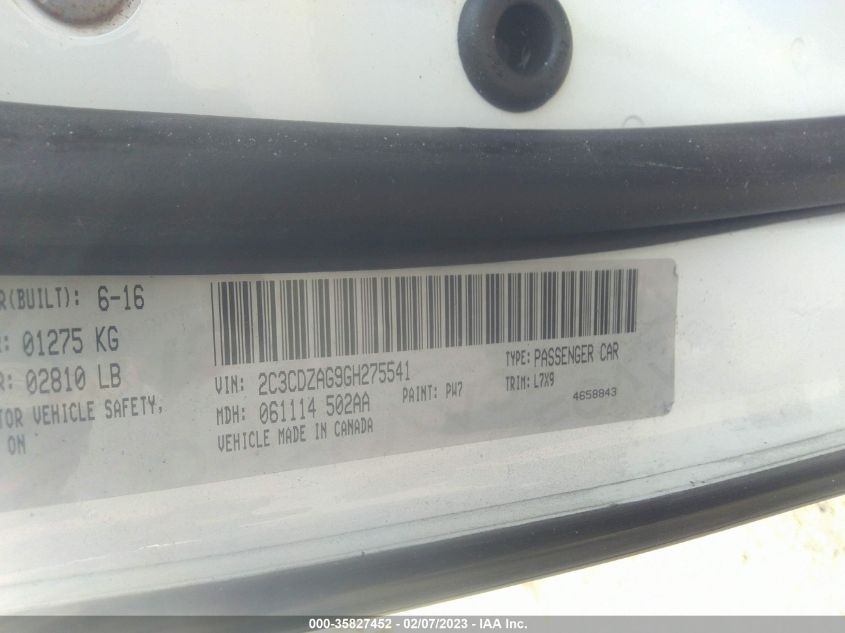 R(BUILT): 6-16
: 01275 KG
R: 02810 LB
TOR VEHICLE SAFETY,
ON
VIN: 2C3CDZAG9GH275541
TYPE: PASSENGER CAR
MDH: 061114 502AA
PAINT: PW7
TRIM: L7X9
VEHICLE MADE IN CANADA
4658843
000-35827452 - 02/07/2023 - IAA Inc.